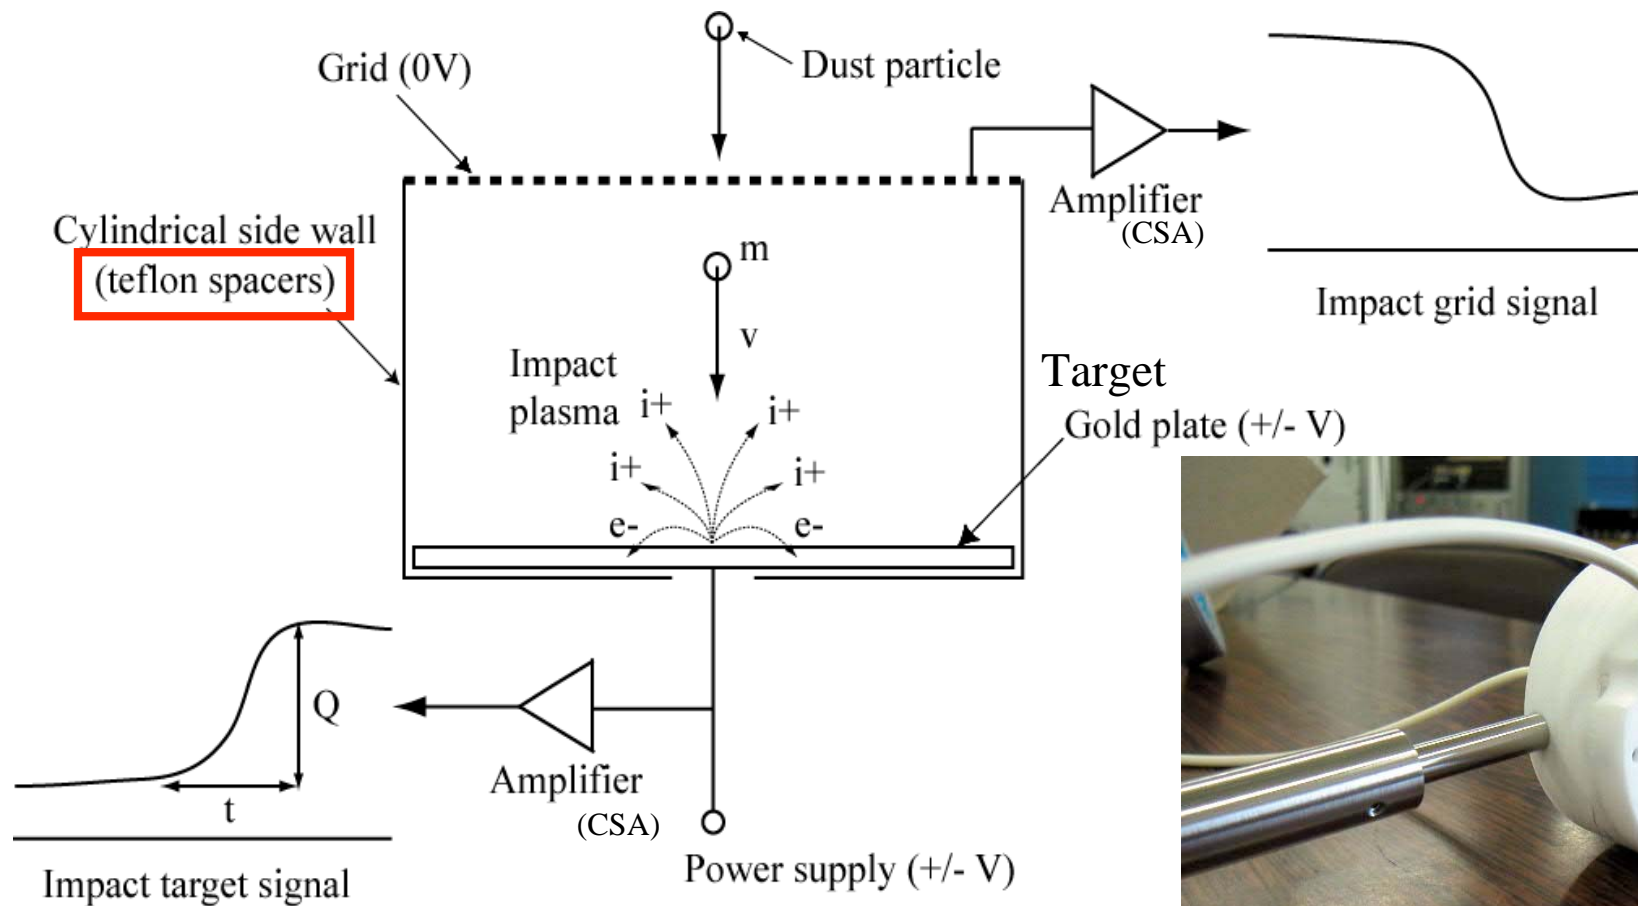 Grid (0V)
Dust particle
Amplifier
(CSA)
Impact grid signal
Cylindrical side wall
(teflon spacers)
m
v
Impact
plasma
i+
i+
i+
i+
e-
e-
Target
Gold plate (+/- V)
Q
t
Impact target signal
Amplifier
(CSA)
Power supply (+/- V)